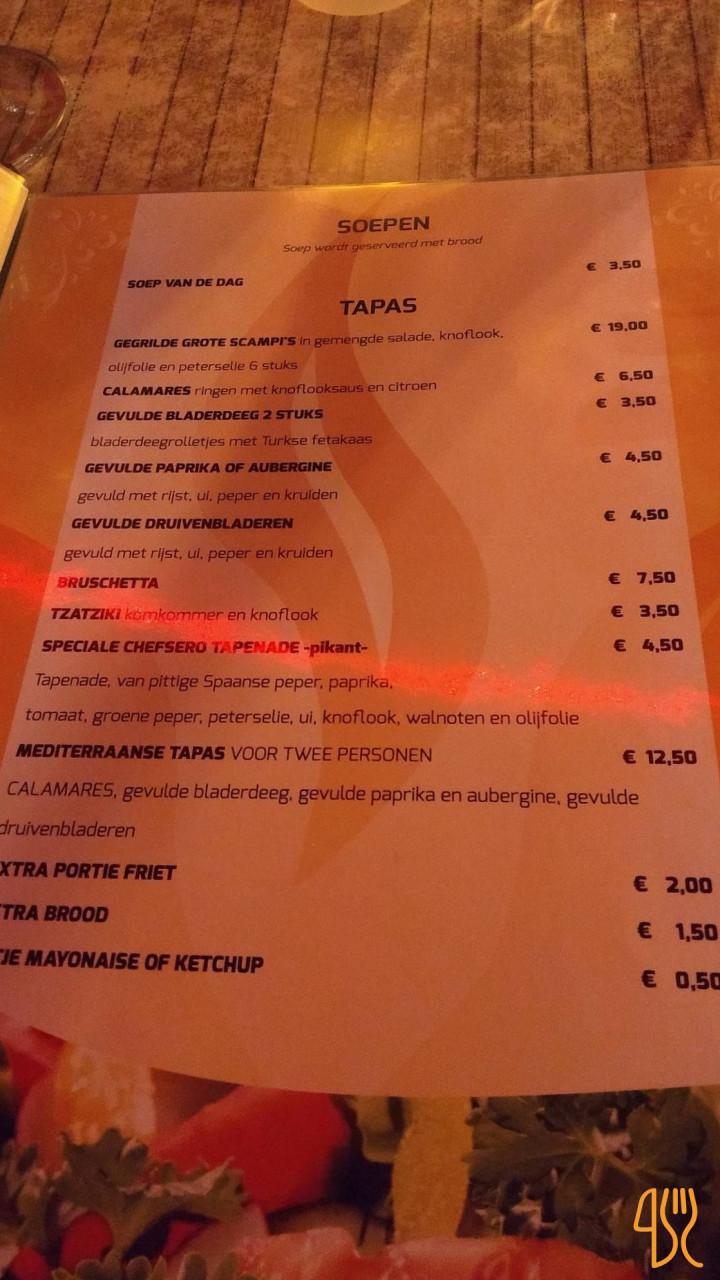 SOEPEN
Soep wordt geserveerd met brood
SOEP VAN DE DAG € 3,50
TAPAS
GEGRILDE GROTE SCAMPI'S in gemengde salade, knoflook, € 19,00
olijfolie en peterselie 6 stuks
CALAMARES ringen met knoflooksaus en citroen € 6,50
GEVULDE BLADERDEEG 2 STUKS € 3,50
bladerdeegrolletjes met Turkse fetakaas
GEVULDE PAPRIKA OF AUBERGINE € 4,50
gevuld met rijst, ui, peper en kruiden
GEVULDE DRUIVENBLADEREN € 4,50
gevuld met rijst, ui, peper en kruiden
BRUSCHETTA € 7,50
TZATZIKI komkommer en knoflook € 3,50
SPECIALE CHEFSERO TAPENADE -pikant- € 4,50
Tapenade, van pittige Spaanse peper, paprika,
tomaat, groene peper, peterselie, ui, knoflook, walnoten en olijfolie
MEDITERRAANSE TAPAS VOOR TWEE PERSONEN € 12,50
CALAMARES, gevulde bladerdeeg, gevulde paprika en aubergine, gevulde
druivenbladeren
XTRA PORTIE FRIET € 2,00
TRA BROOD € 1,50
JE MAYONAISE OF KETCHUP € 0,50